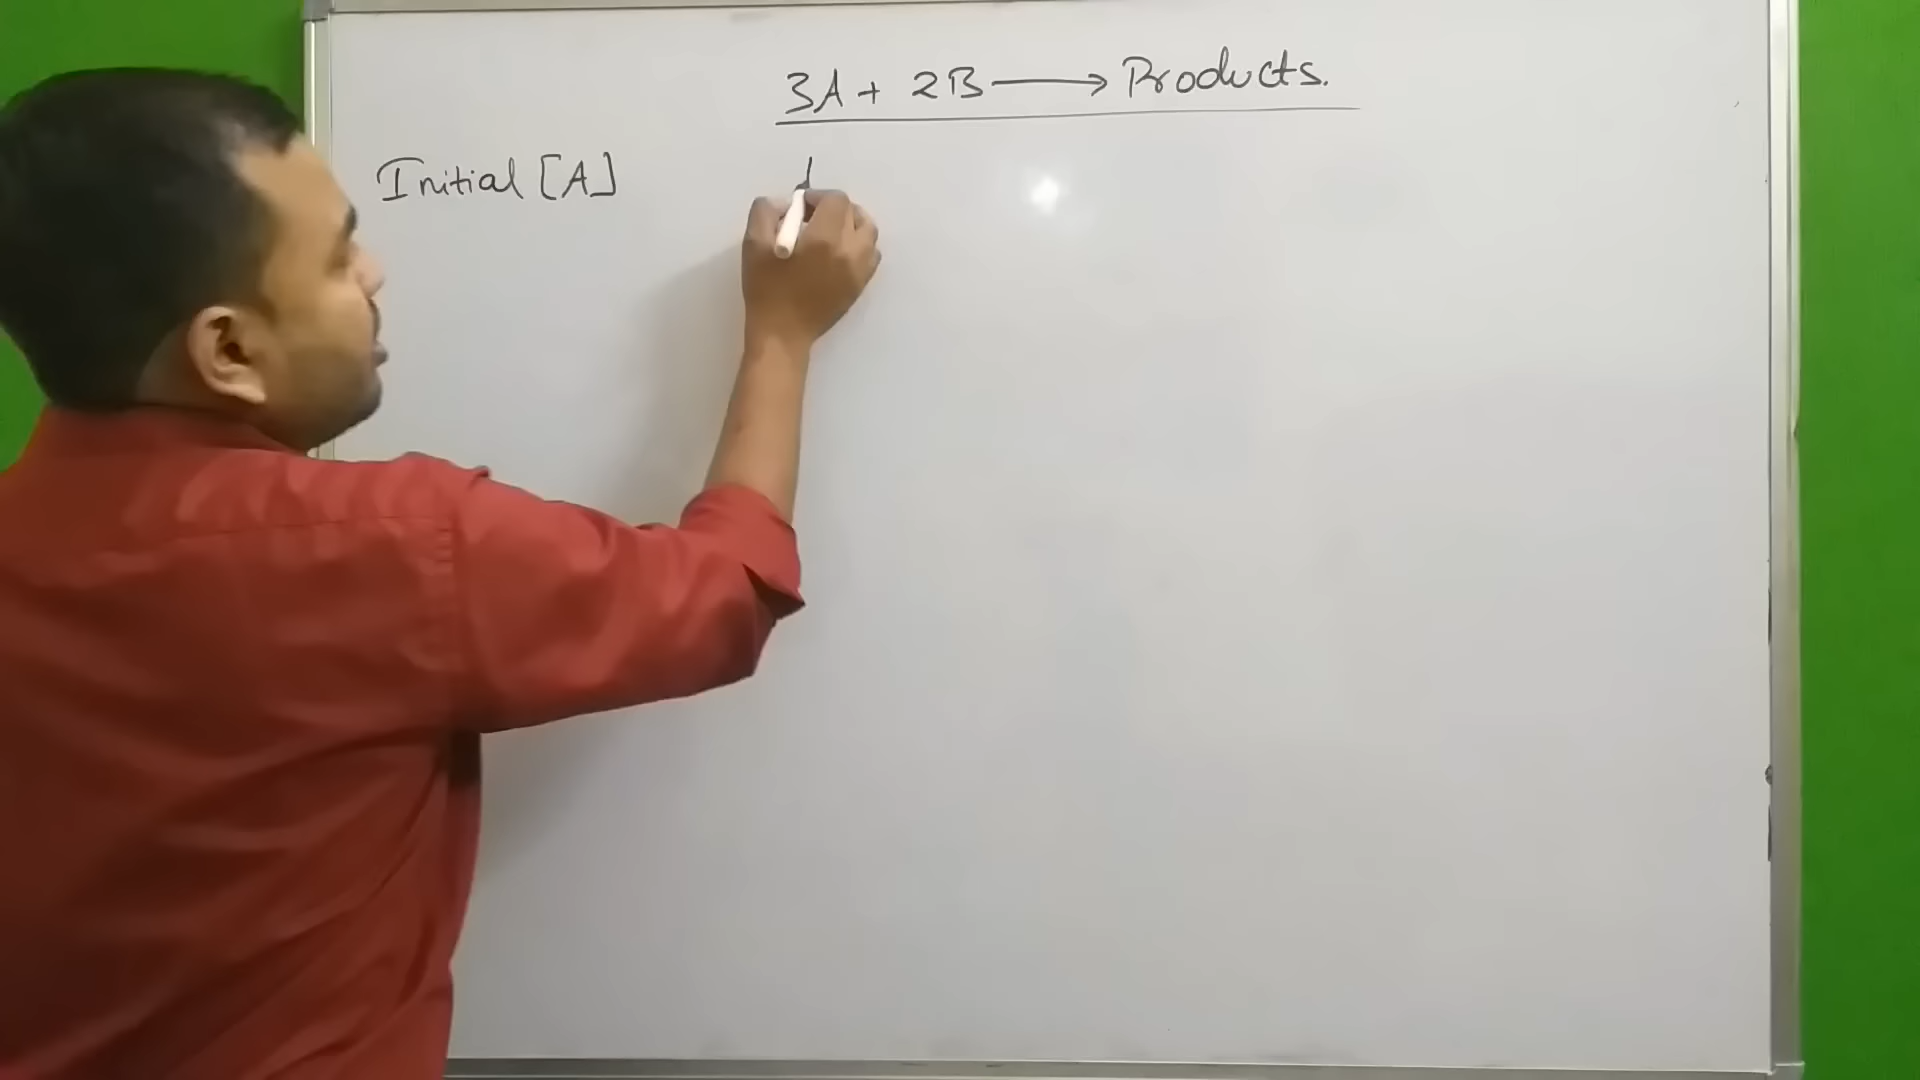 3A + 2B → Products.
Initial [A]